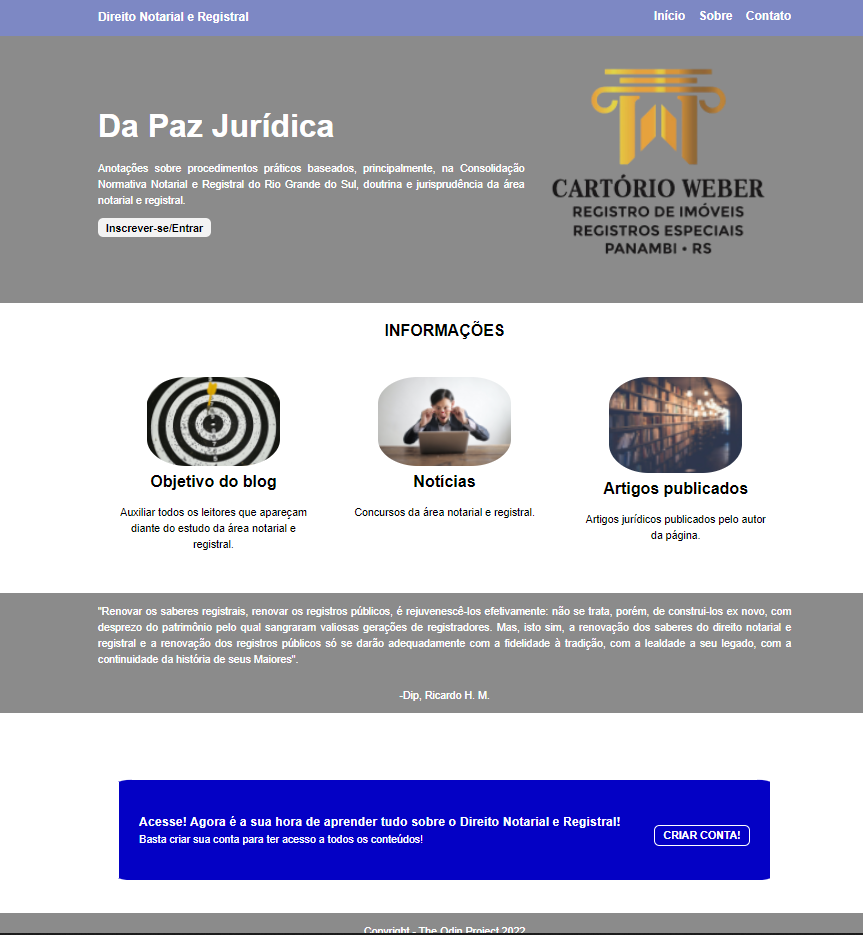 Direito Notarial e Registral
Início Sobre Contato
Da Paz Jurídica
Anotações sobre procedimentos práticos baseados, principalmente, na Consolidação
Normativa Notarial e Registral do Rio Grande do Sul, doutrina e jurisprudência da área
notarial e registral.
Inscrever-se/Entrar
CARTÓRIO WEBER
REGISTRO DE IMÓVEIS
REGISTROS ESPECIAIS
PANAMBI • RS
INFORMAÇÕES
Objetivo do blog
Auxiliar todos os leitores que apareçam
diante do estudo da área notarial e
registral.
Notícias
Concursos da área notarial e registral.
Artigos publicados
Artigos jurídicos publicados pelo autor
da página.
"Renovar os saberes registrais, renovar os registros públicos, é rejuvenescê-los efetivamente: não se trata, porém, de construi-los ex novo, com
desprezo do patrimônio pelo qual sangraram valiosas gerações de registradores. Mas, isto sim, a renovação dos saberes do direito notarial e
registral e a renovação dos registros públicos só se darão adequadamente com a fidelidade à tradição, com a lealdade a seu legado, com a
continuidade da história de seus Maiores".
-Dip, Ricardo H. M.
Acesse! Agora é a sua hora de aprender tudo sobre o Direito Notarial e Registral!
Basta criar sua conta para ter acesso a todos os conteúdos!
CRIAR CONTA!
Copyright - The Odin Project 2022